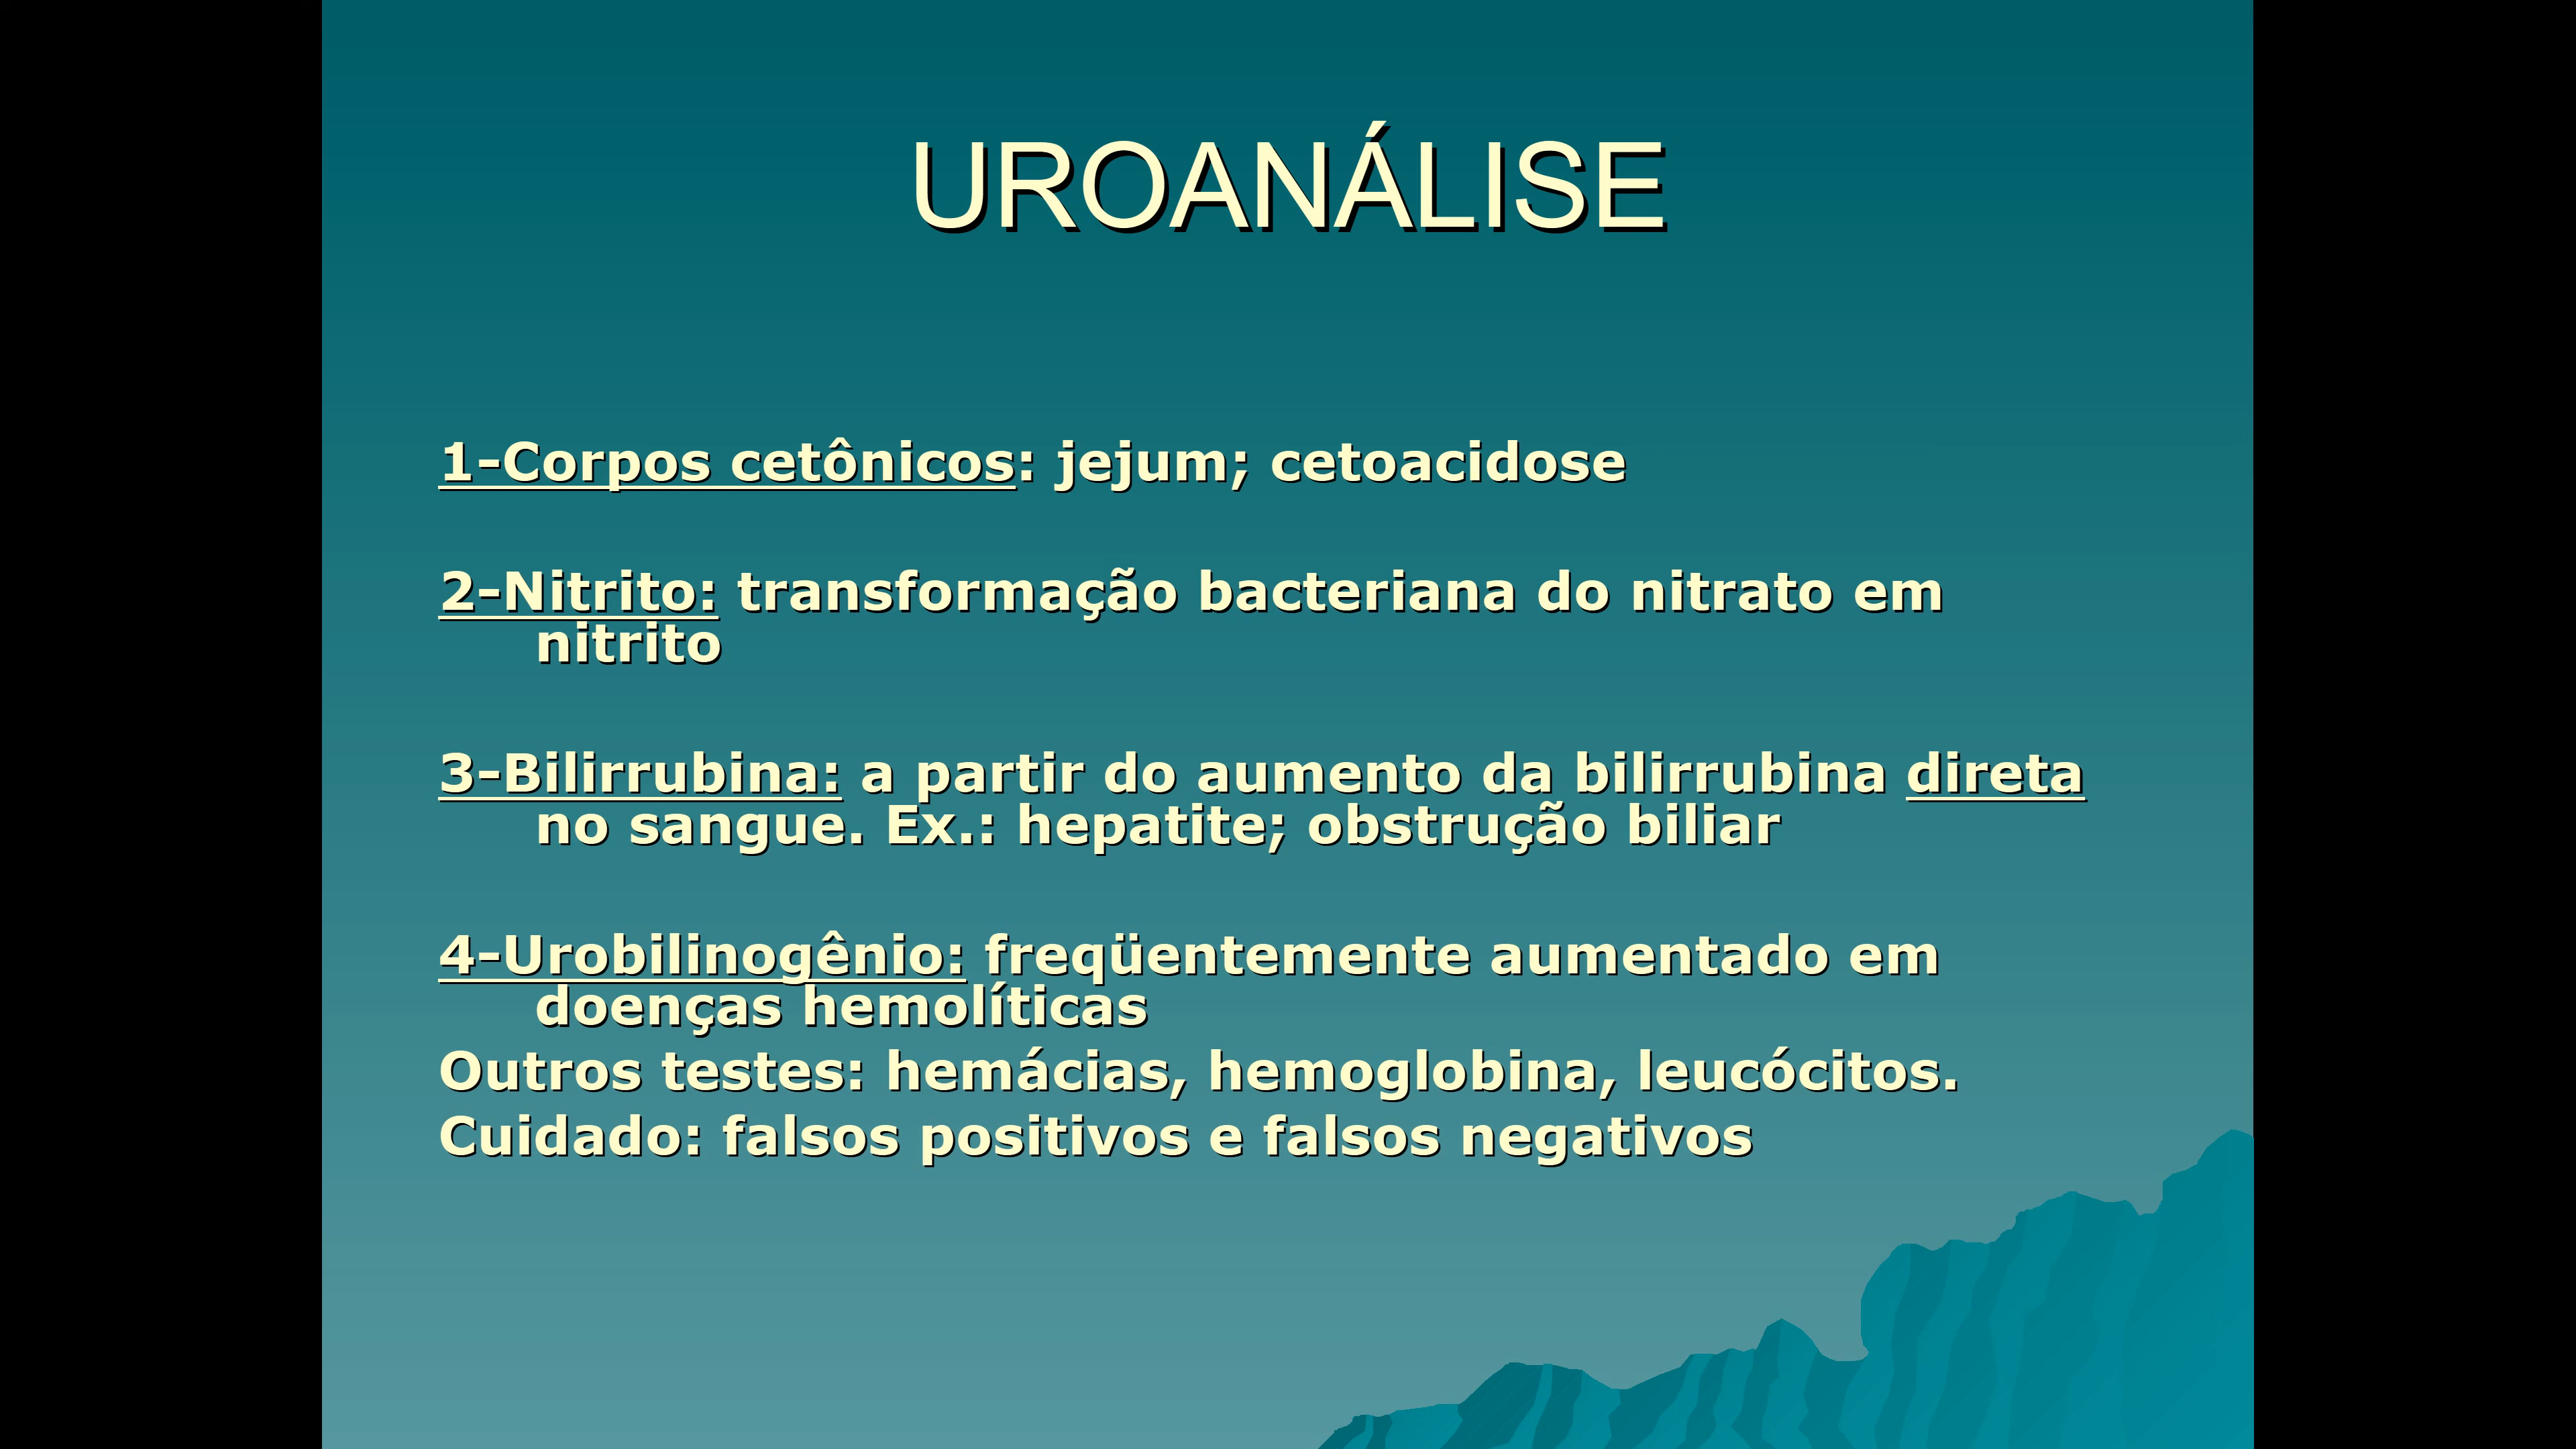 UROANÁLISE
1-Corpos cetônicos: jejum; cetoacidose
2-Nitrito: transformação bacteriana do nitrato em
nitrito
3-Bilirrubina: a partir do aumento da bilirrubina direta
no sangue. Ex.: hepatite; obstrução biliar
4-Urobilinogênio: freqüentemente aumentado em
doenças hemolíticas
Outros testes: hemácias, hemoglobina, leucócitos.
Cuidado: falsos positivos e falsos negativos